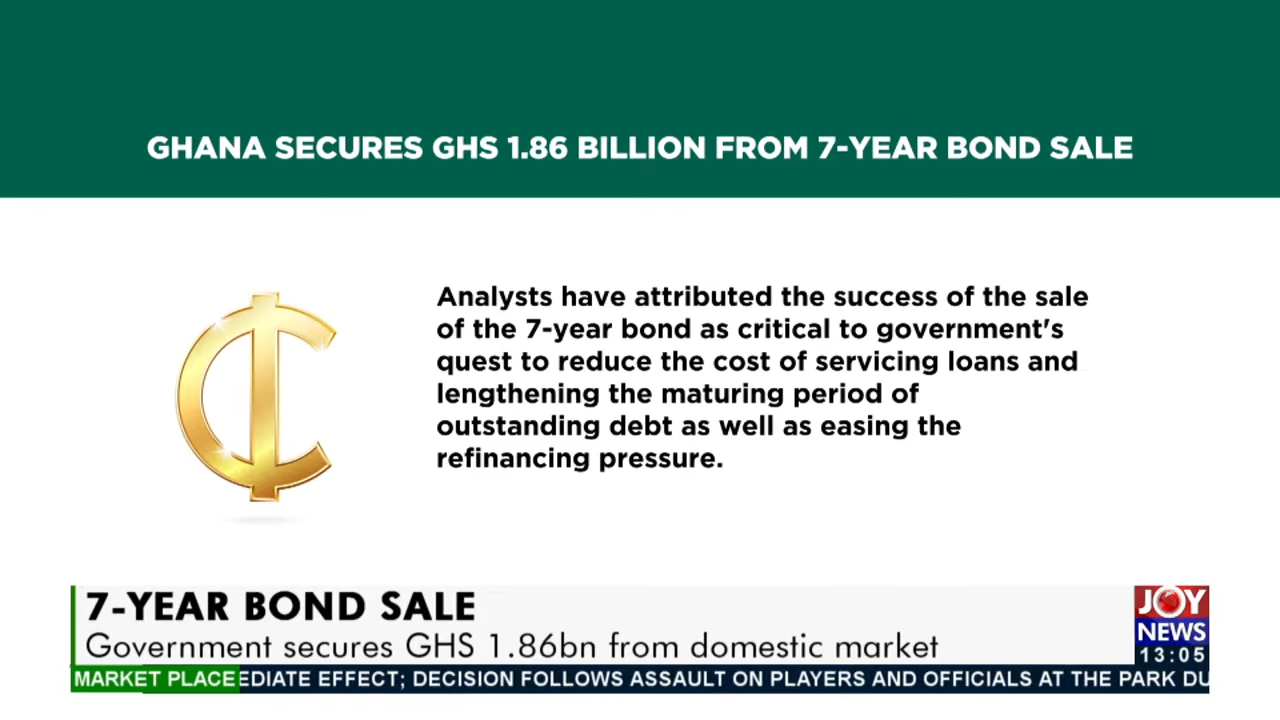 GHANA SECURES GHS 1.86 BILLION FROM 7-YEAR BOND SALE
Analysts have attributed the success of the sale
of the 7-year bond as critical to government's
quest to reduce the cost of servicing loans and
lengthening the maturing period of
outstanding debt as well as easing the
refinancing pressure.
7-YEAR BOND SALE
Government secures GHS 1.86bn from domestic market
JOY
NEWS
13:05
MARKET PLACE EDIATE EFFECT; DECISION FOLLOWS ASSAULT ON PLAYERS AND OFFICIALS AT THE PARK DU